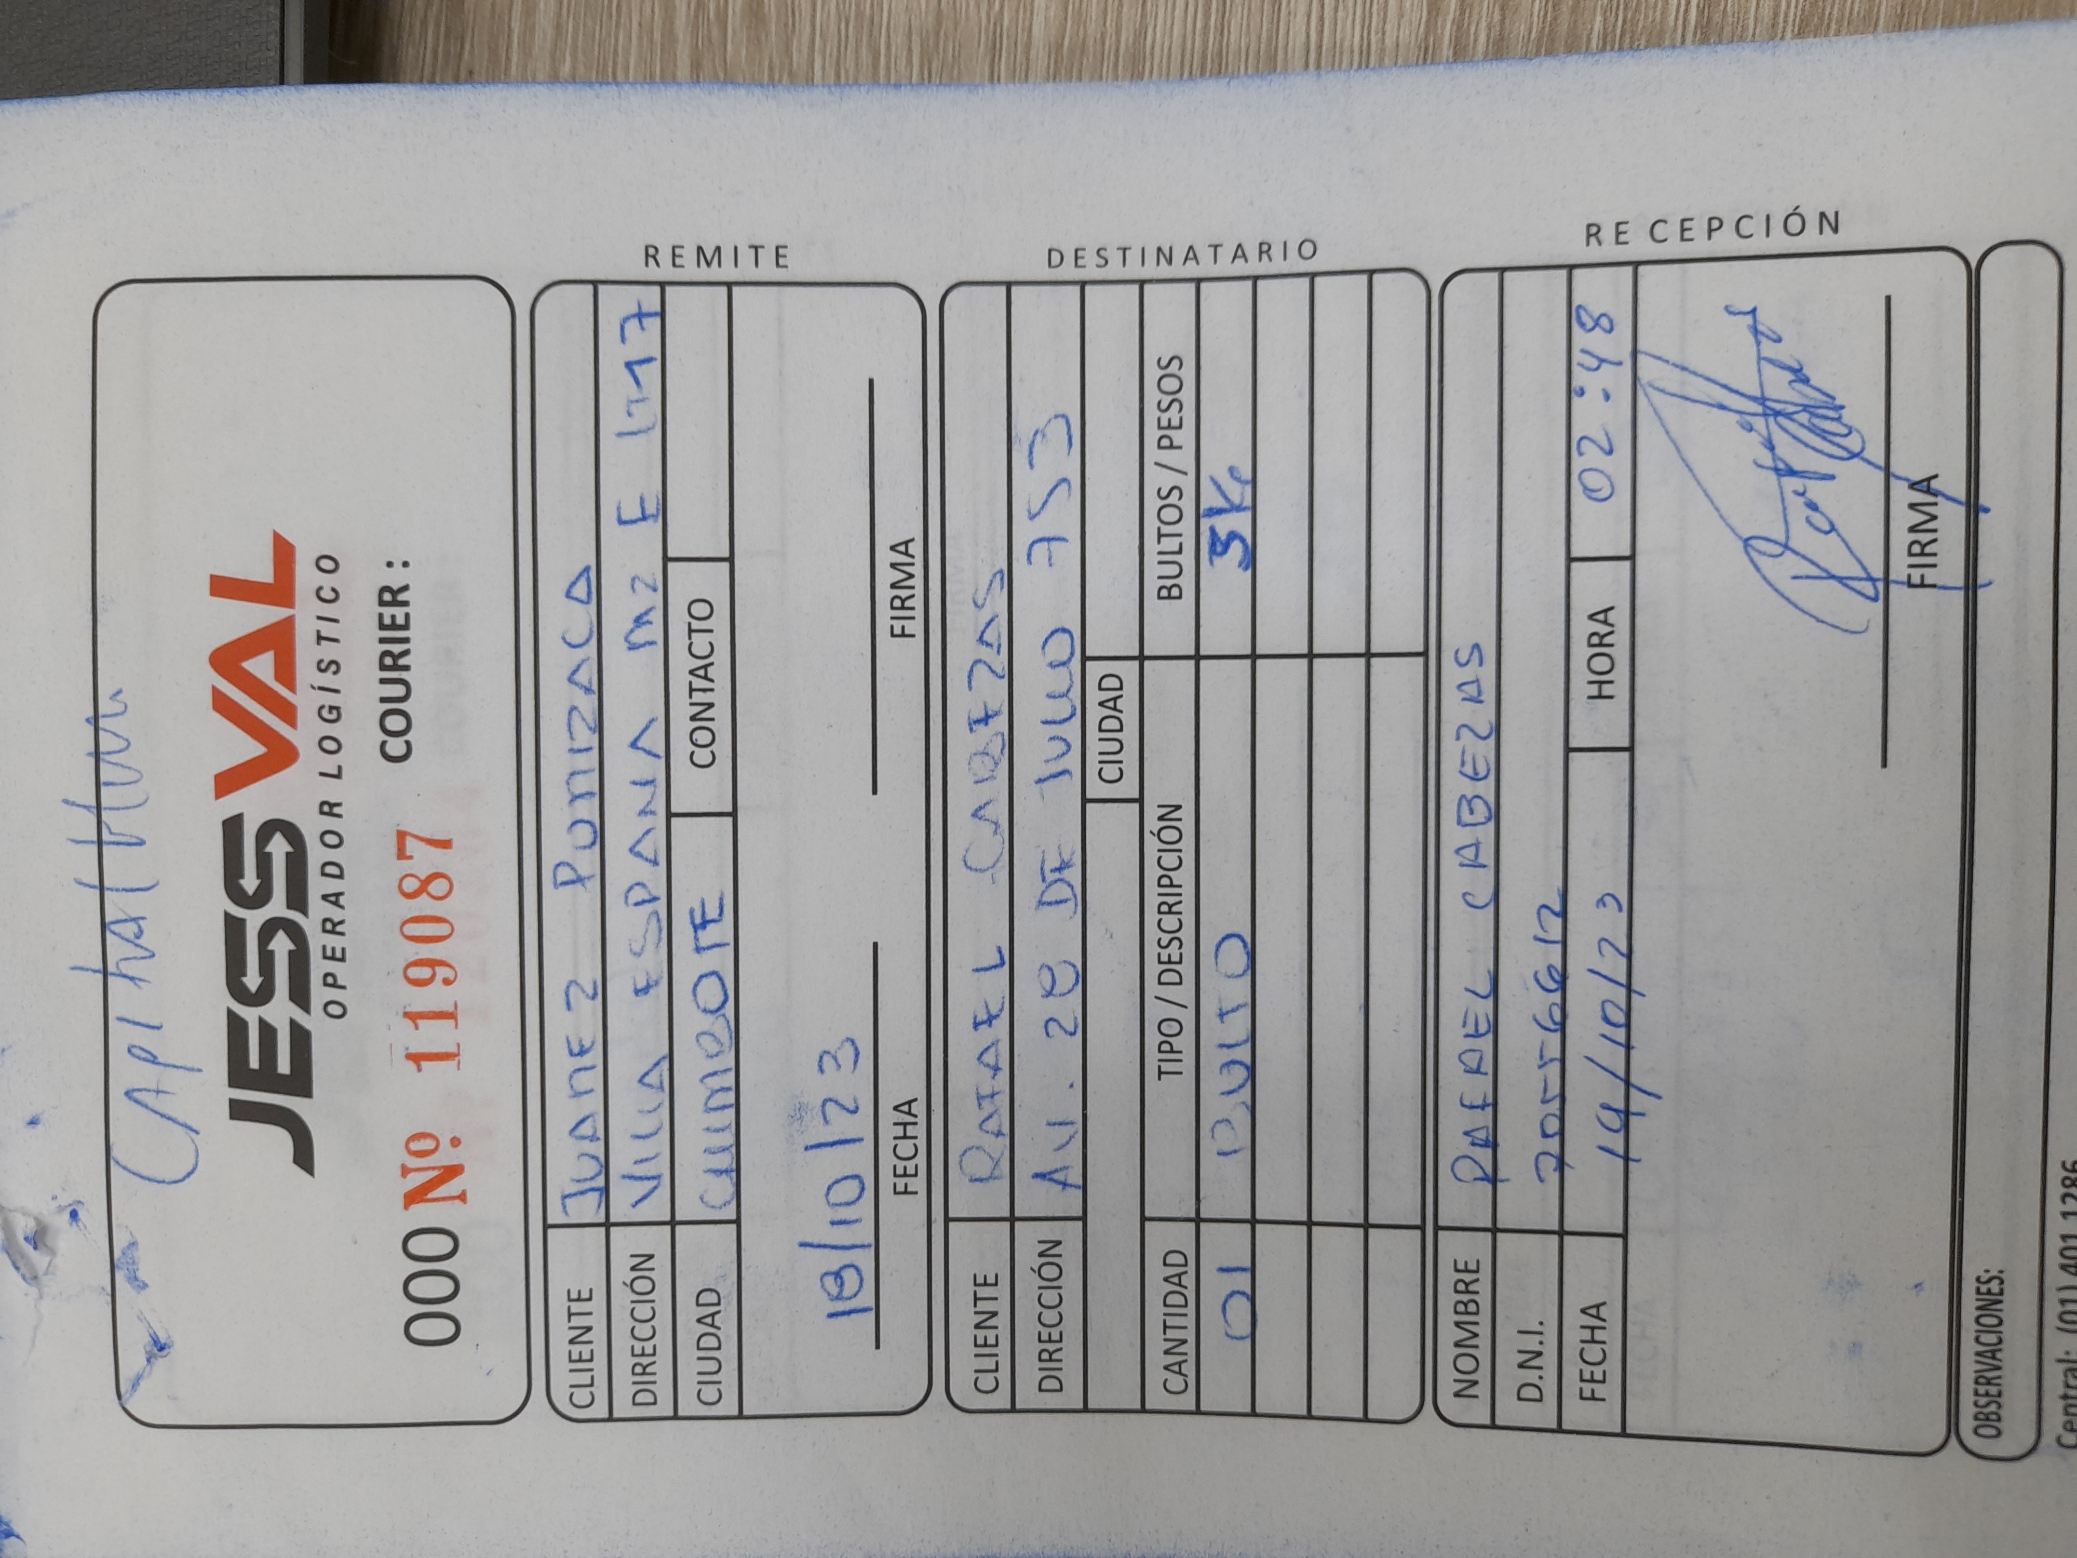 Capital Hum.
JESSVAL
OPERADOR LOGÍSTICO
COURIER :
000 Nº. 119087
CLIENTE JUANEZ PUMIZACA
DIRECCIÓN VILLA ESPANA MZ E LT17
CIUDAD CHIMBOTE CONTACTO
18/10/23
FECHA FIRMA
REMITE
CLIENTE RAFAEL CABEZAS
DIRECCIÓN AV. 28 DE JULIO 753
CIUDAD
CANTIDAD TIPO / DESCRIPCIÓN BULTOS / PESOS
01 BULTO 3KG
DESTINATARIO
NOMBRE RAFAEL CABEZAS
D.N.I. 70556612
FECHA 19/10/23 HORA 02:48
Rafael Cabezas
FIRMA
RECEPCIÓN
OBSERVACIONES:
Central: (01) 401 1286